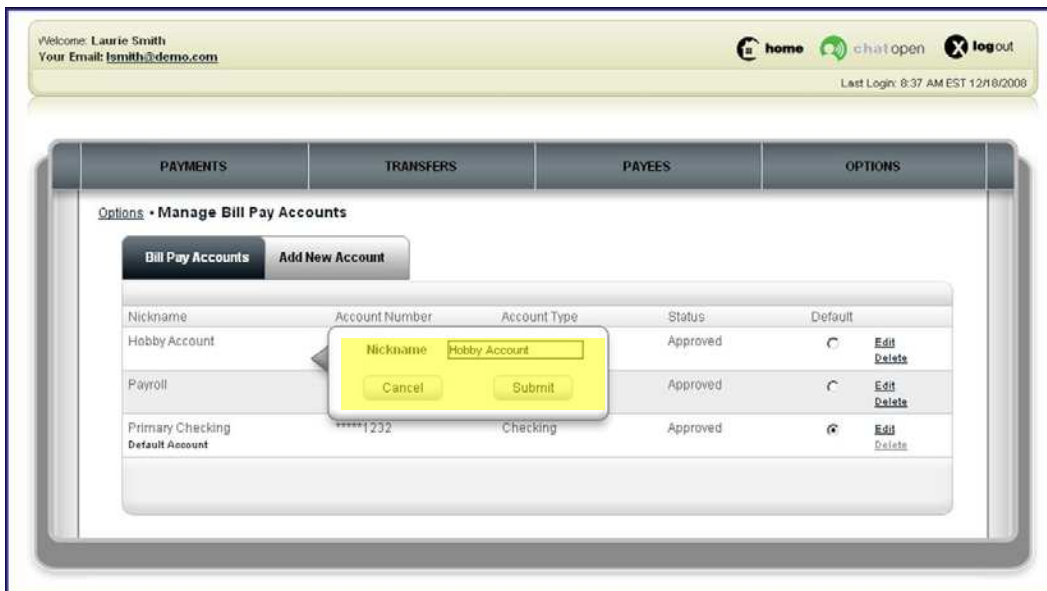 Welcome: Laurie Smith
Your Email: lsmith@demo.com
home chatopen logout
Last Login: 8:37 AM EST 12/18/2008
PAYMENTS TRANSFERS PAYEES OPTIONS
Options • Manage Bill Pay Accounts
Bill Pay Accounts Add New Account
Nickname Account Number Account Type Status Default
Hobby Account Approved Edit
Delete
Nickname Hobby Account
Cancel Submit
Payroll Approved Edit
Delete
Primary Checking *****1232 Checking Approved Edit
Default Account Delete